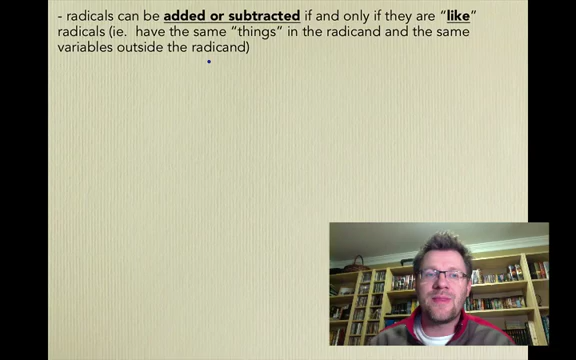 - radicals can be added or subtracted if and only if they are “like”
radicals (ie. have the same “things” in the radicand and the same
variables outside the radicand)